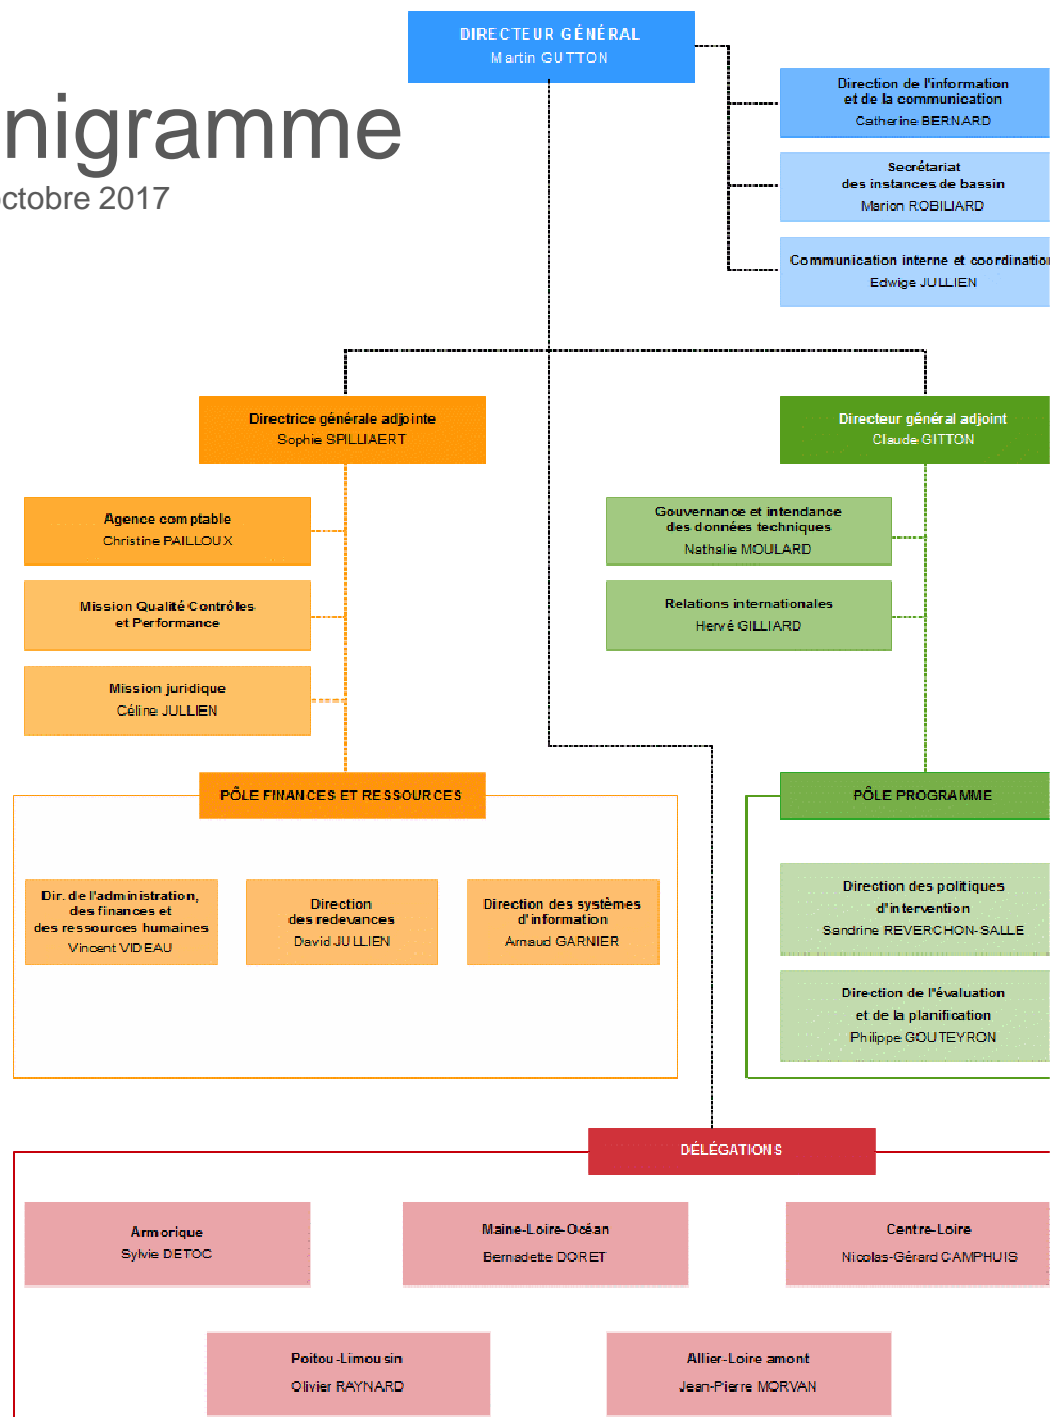 DIRECTEUR GÉNÉRAL
Martin GUTTON
nigramme
octobre 2017
Direction de l'information
et de la communication
Catherine BERNARD
Secrétariat
des instances de bassin
Marion ROBILIARD
Communication interne et coordination
Edwige JULLIEN
Directrice générale adjointe
Sophie SPILLIAERT
Directeur général adjoint
Claude GITTON
Agence comptable
Christine PAILLOUX
Mission Qualité Contrôles
et Performance
Mission juridique
Céline JULLIEN
Gouvernance et intendance
des données techniques
Nathalie MOULARD
Relations internationales
Hervé GILLIARD
PÔLE FINANCES ET RESSOURCES
Dir. de l'administration,
des finances et
des ressources humaines
Vincent VIDEAU
Direction
des redevances
David JULLIEN
Direction des systèmes
d'information
Arnaud GARNIER
PÔLE PROGRAMME
Direction des politiques
d'intervention
Sandrine REVERCHON-SALLE
Direction de l'évaluation
et de la planification
Philippe GOUTEYRON
DÉLÉGATIONS
Armorique
Sylvie DETOC
Maine-Loire-Océan
Bernadette DORET
Centre-Loire
Nicolas-Gérard CAMPHUIS
Poitou-Limousin
Olivier RAYNARD
Allier-Loire amont
Jean-Pierre MORVAN